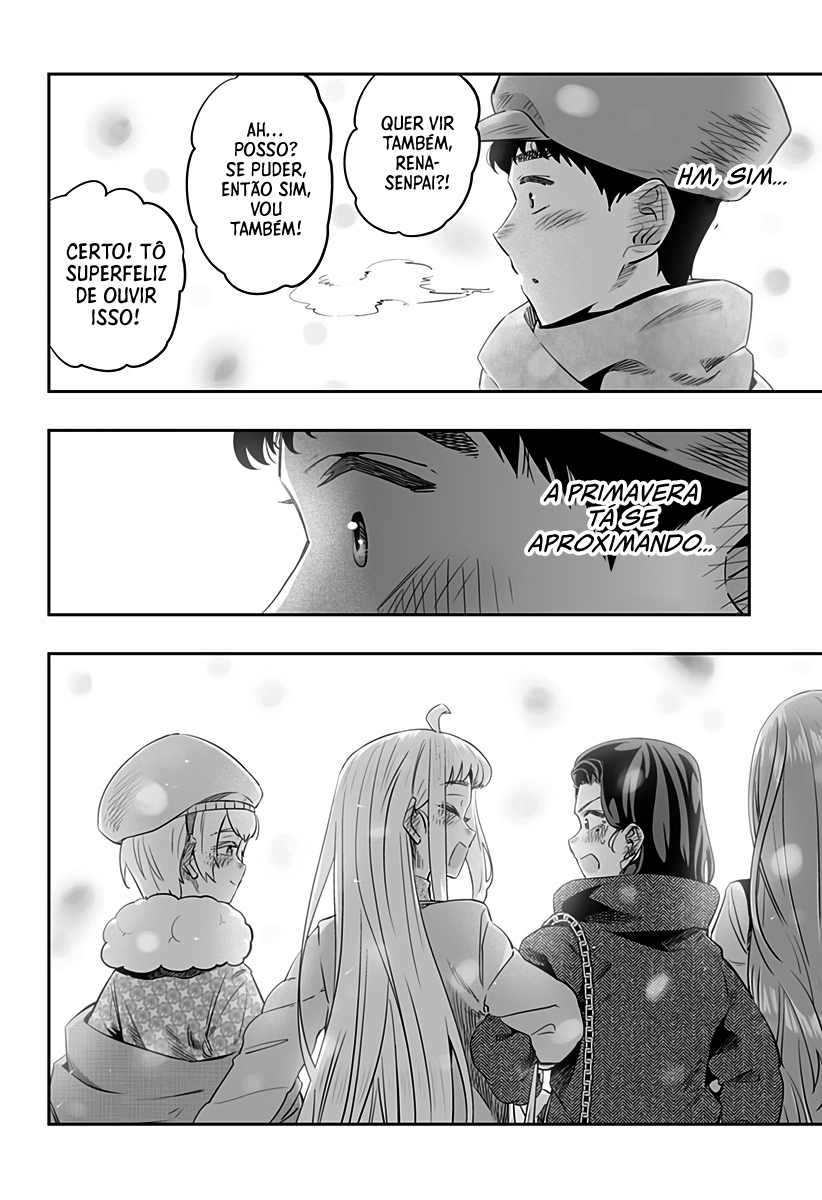 HM, SIM...
QUER VIR
TAMBÉM,
RENA-
SENPAI?!
AH...
POSSO?
SE PUDER,
ENTÃO SIM,
VOU
TAMBÉM!
CERTO! TÔ
SUPERFELIZ
DE OUVIR
ISSO!
A PRIMAVERA
TÁ SE
APROXIMANDO...